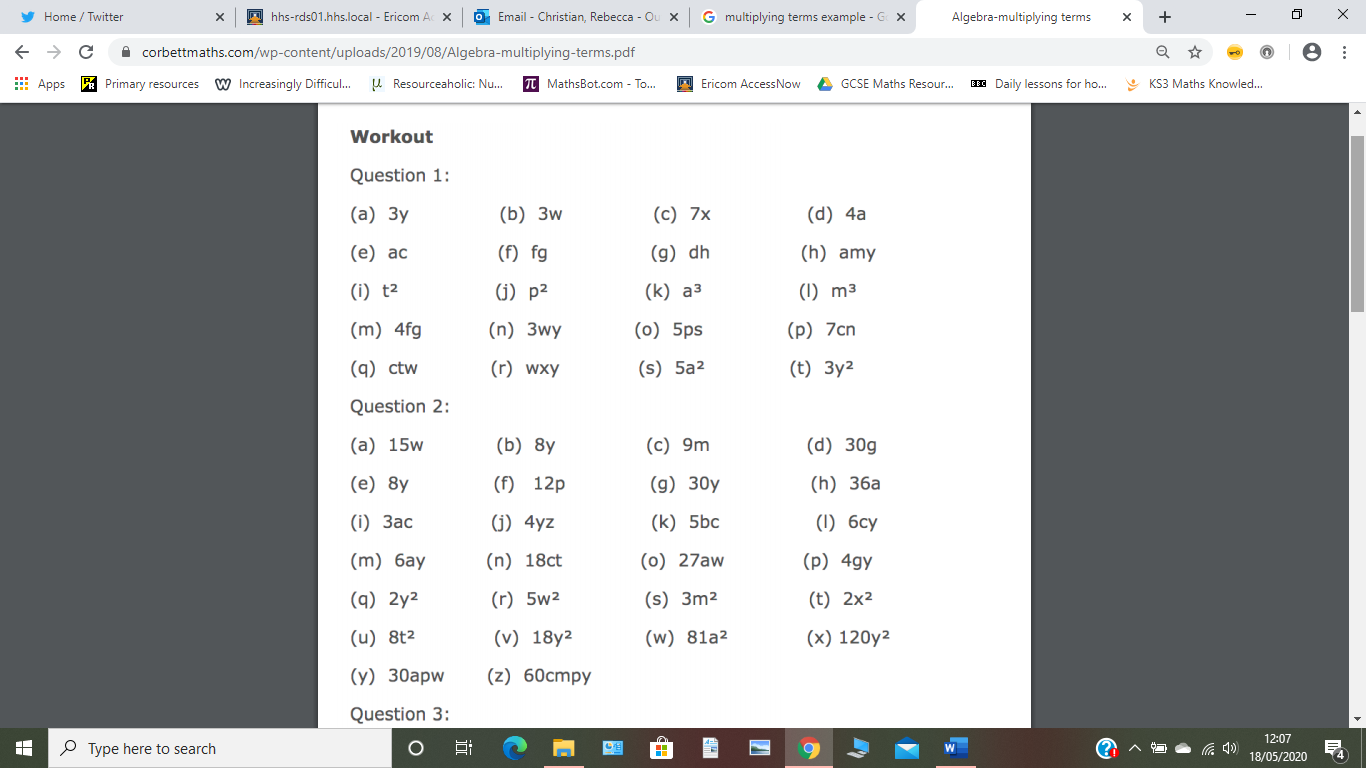 Home / Twitter
hhs-rds01.hhs.local - Ericom Ac
Email - Christian, Rebecca - Ou
multiplying terms example - Go
Algebra-multiplying terms
corbettmaths.com/wp-content/uploads/2019/08/Algebra-multiplying-terms.pdf
Apps Primary resources Increasingly Difficul... Resourceaholic: Nu... MathsBot.com - To... Ericom AccessNow GCSE Maths Resour... Daily lessons for ho... KS3 Maths Knowled...
Workout
Question 1:
(a) 3y (b) 3w (c) 7x (d) 4a
(e) ac (f) fg (g) dh (h) amy
(i) t² (j) p² (k) a³ (l) m³
(m) 4fg (n) 3wy (o) 5ps (p) 7cn
(q) ctw (r) wxy (s) 5a² (t) 3y²
Question 2:
(a) 15w (b) 8y (c) 9m (d) 30g
(e) 8y (f) 12p (g) 30y (h) 36a
(i) 3ac (j) 4yz (k) 5bc (l) 6cy
(m) 6ay (n) 18ct (o) 27aw (p) 4gy
(q) 2y² (r) 5w² (s) 3m² (t) 2x²
(u) 8t² (v) 18y² (w) 81a² (x) 120y²
(y) 30apw (z) 60cmpy
Question 3:
Type here to search
12:07
18/05/2020
4